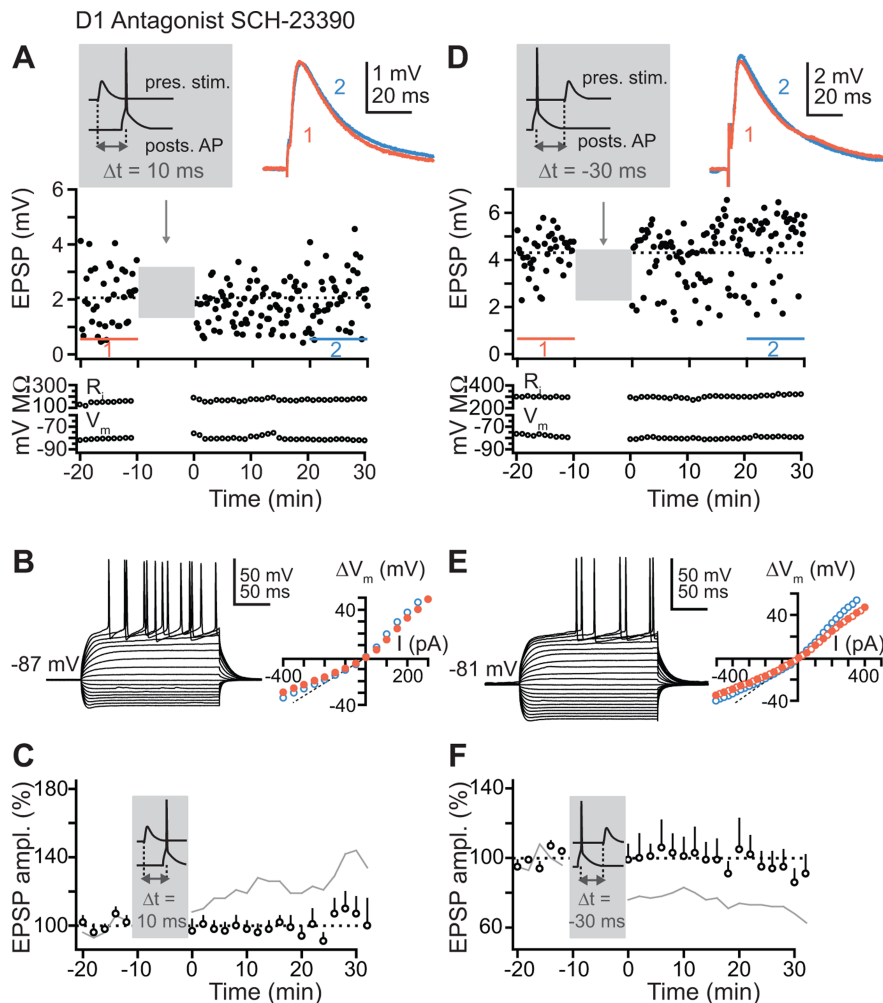 D1 Antagonist SCH-23390
A
pres. stim.
posts. AP
Δt = 10 ms
1 mV
20 ms
2
1
EPSP (mV)
6
4
2
0
1
2
mV MΩ
300
100
-70
-90
Ri
Vm
-20
-10
0
10
20
30
Time (min)
D
pres. stim.
posts. AP
Δt = -30 ms
2 mV
20 ms
2
1
EPSP (mV)
6
4
2
0
1
2
mV MΩ
400
200
-70
-90
Ri
Vm
-20
-10
0
10
20
30
Time (min)
B
50 mV
50 ms
-87 mV
ΔVm (mV)
40
I (pA)
-400
200
-40
E
50 mV
50 ms
-81 mV
ΔVm (mV)
40
I (pA)
-400
400
-40
C
EPSP ampl. (%)
180
140
100
Δt =
10 ms
-20
-10
0
10
20
30
Time (min)
F
EPSP ampl. (%)
140
100
60
Δt =
-30 ms
-20
-10
0
10
20
30
Time (min)